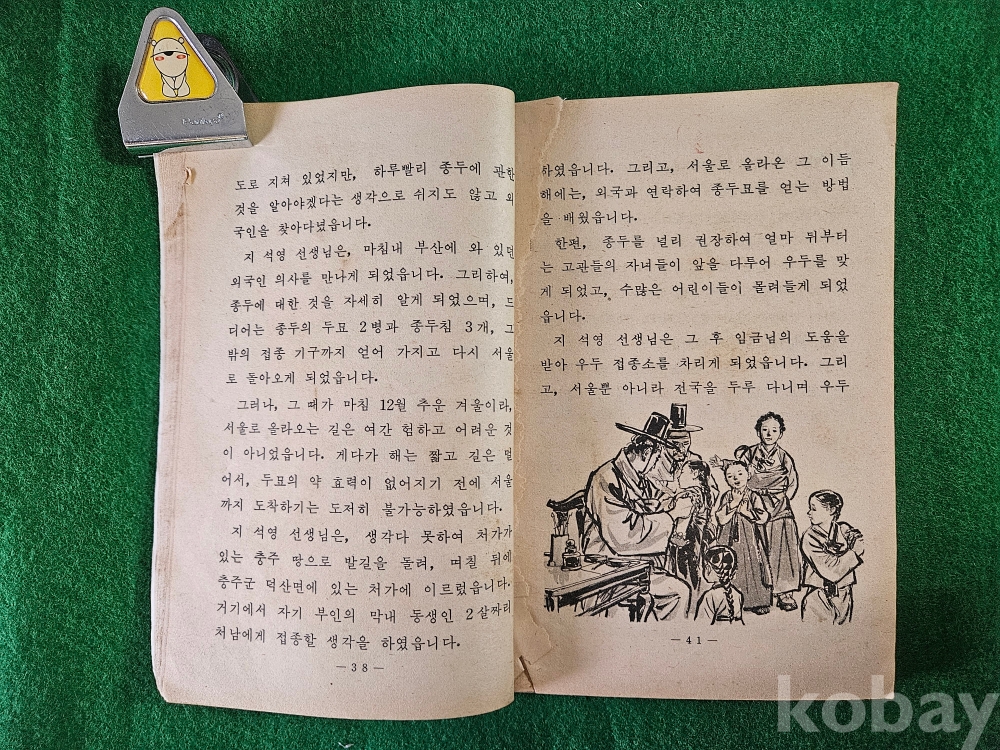 도로 지쳐 있었지만, 하루빨리 종두에 관한
것을 알아야겠다는 생각으로 쉬지도 않고 외
국인을 찾아다녔읍니다.
지 석영 선생님은, 마침내 부산에 와 있던
외국인 의사를 만나게 되었읍니다. 그리하여,
종두에 대한 것을 자세히 알게 되었으며, 드
디어는 종두의 두묘 2병과 종두침 3개, 그
밖의 접종 기구까지 얻어 가지고 다시 서울
로 돌아오게 되었읍니다.
그러나, 그 때가 마침 12월 추운 겨울이라,
서울로 올라오는 길은 여간 험하고 어려운 것
이 아니었읍니다. 게다가 해는 짧고 길은 멀
어서, 두묘의 약 효력이 없어지기 전에 서울
까지 도착하기는 도저히 불가능하였읍니다.
지 석영 선생님은, 생각다 못하여 처가가
있는 충주 땅으로 발길을 돌려, 며칠 뒤에
충주군 덕산면에 있는 처가에 이르렀읍니다.
거기에서 자기 부인의 막내 동생인 2살짜리
처남에게 접종할 생각을 하였읍니다.
—38—
하였읍니다. 그리고, 서울로 올라온 그 이듬
해에는, 외국과 연락하여 종두묘를 얻는 방법
을 배웠읍니다.
한편, 종두를 널리 권장하여 얼마 뒤부터
는 고관들의 자녀들이 앞을 다투어 우두를 맞
게 되었고, 수많은 어린이들이 몰려들게 되었
읍니다.
지 석영 선생님은 그 후 임금님의 도움을
받아 우두 접종소를 차리게 되었읍니다. 그리
고, 서울뿐 아니라 전국을 두루 다니며 우두
—41—
kobay